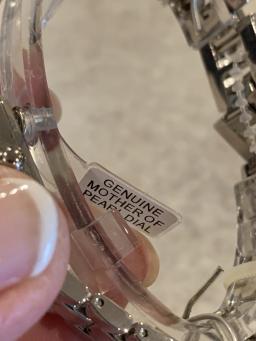 GENUINE
MOTHER OF
PEARL DIAL